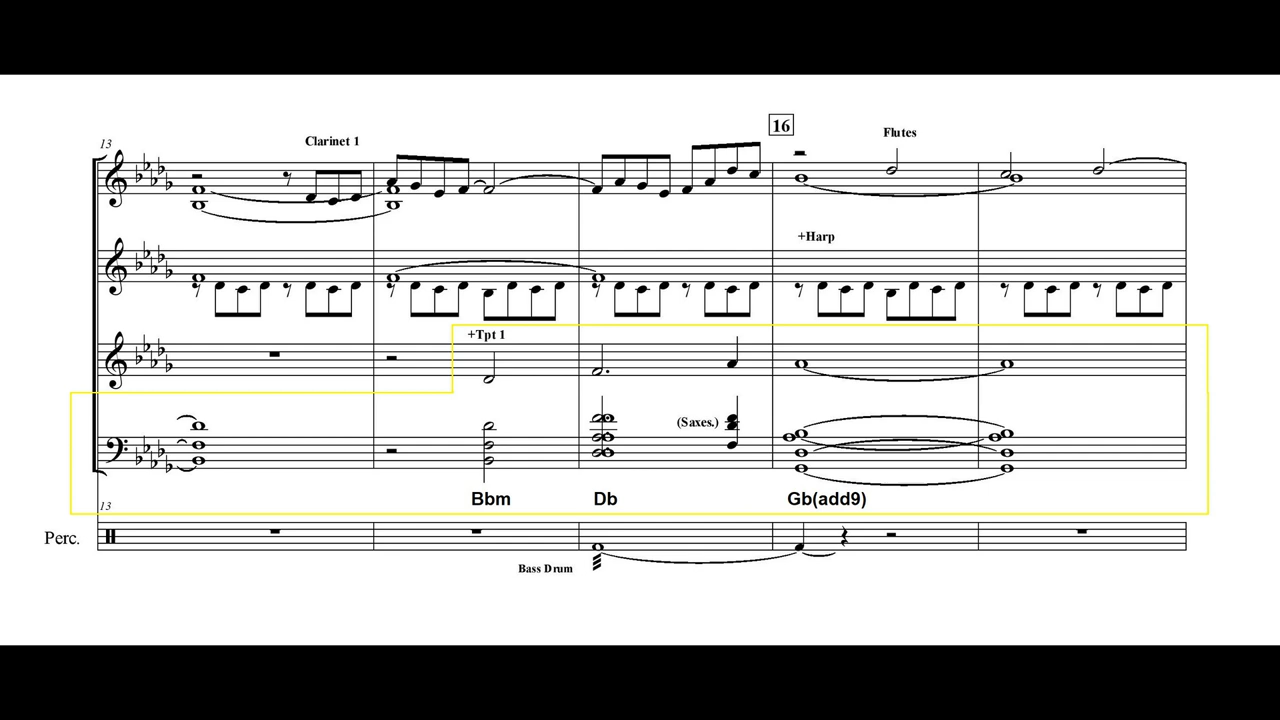 16
13
Clarinet 1
Flutes
+Harp
+Tpt 1
(Saxes.)
Bbm Db Gb(add9)
13
Perc.
Bass Drum